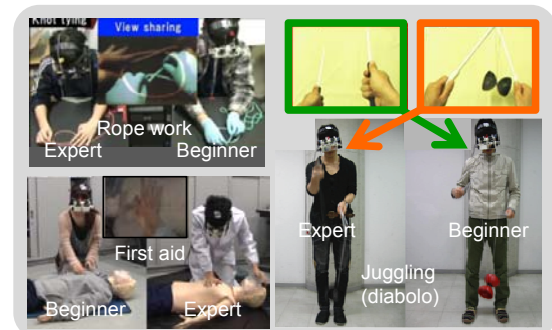 Knot tying
View sharing
Rope work
Expert
Beginner
First aid
Beginner
Expert
Expert
Beginner
Juggling
(diabolo)